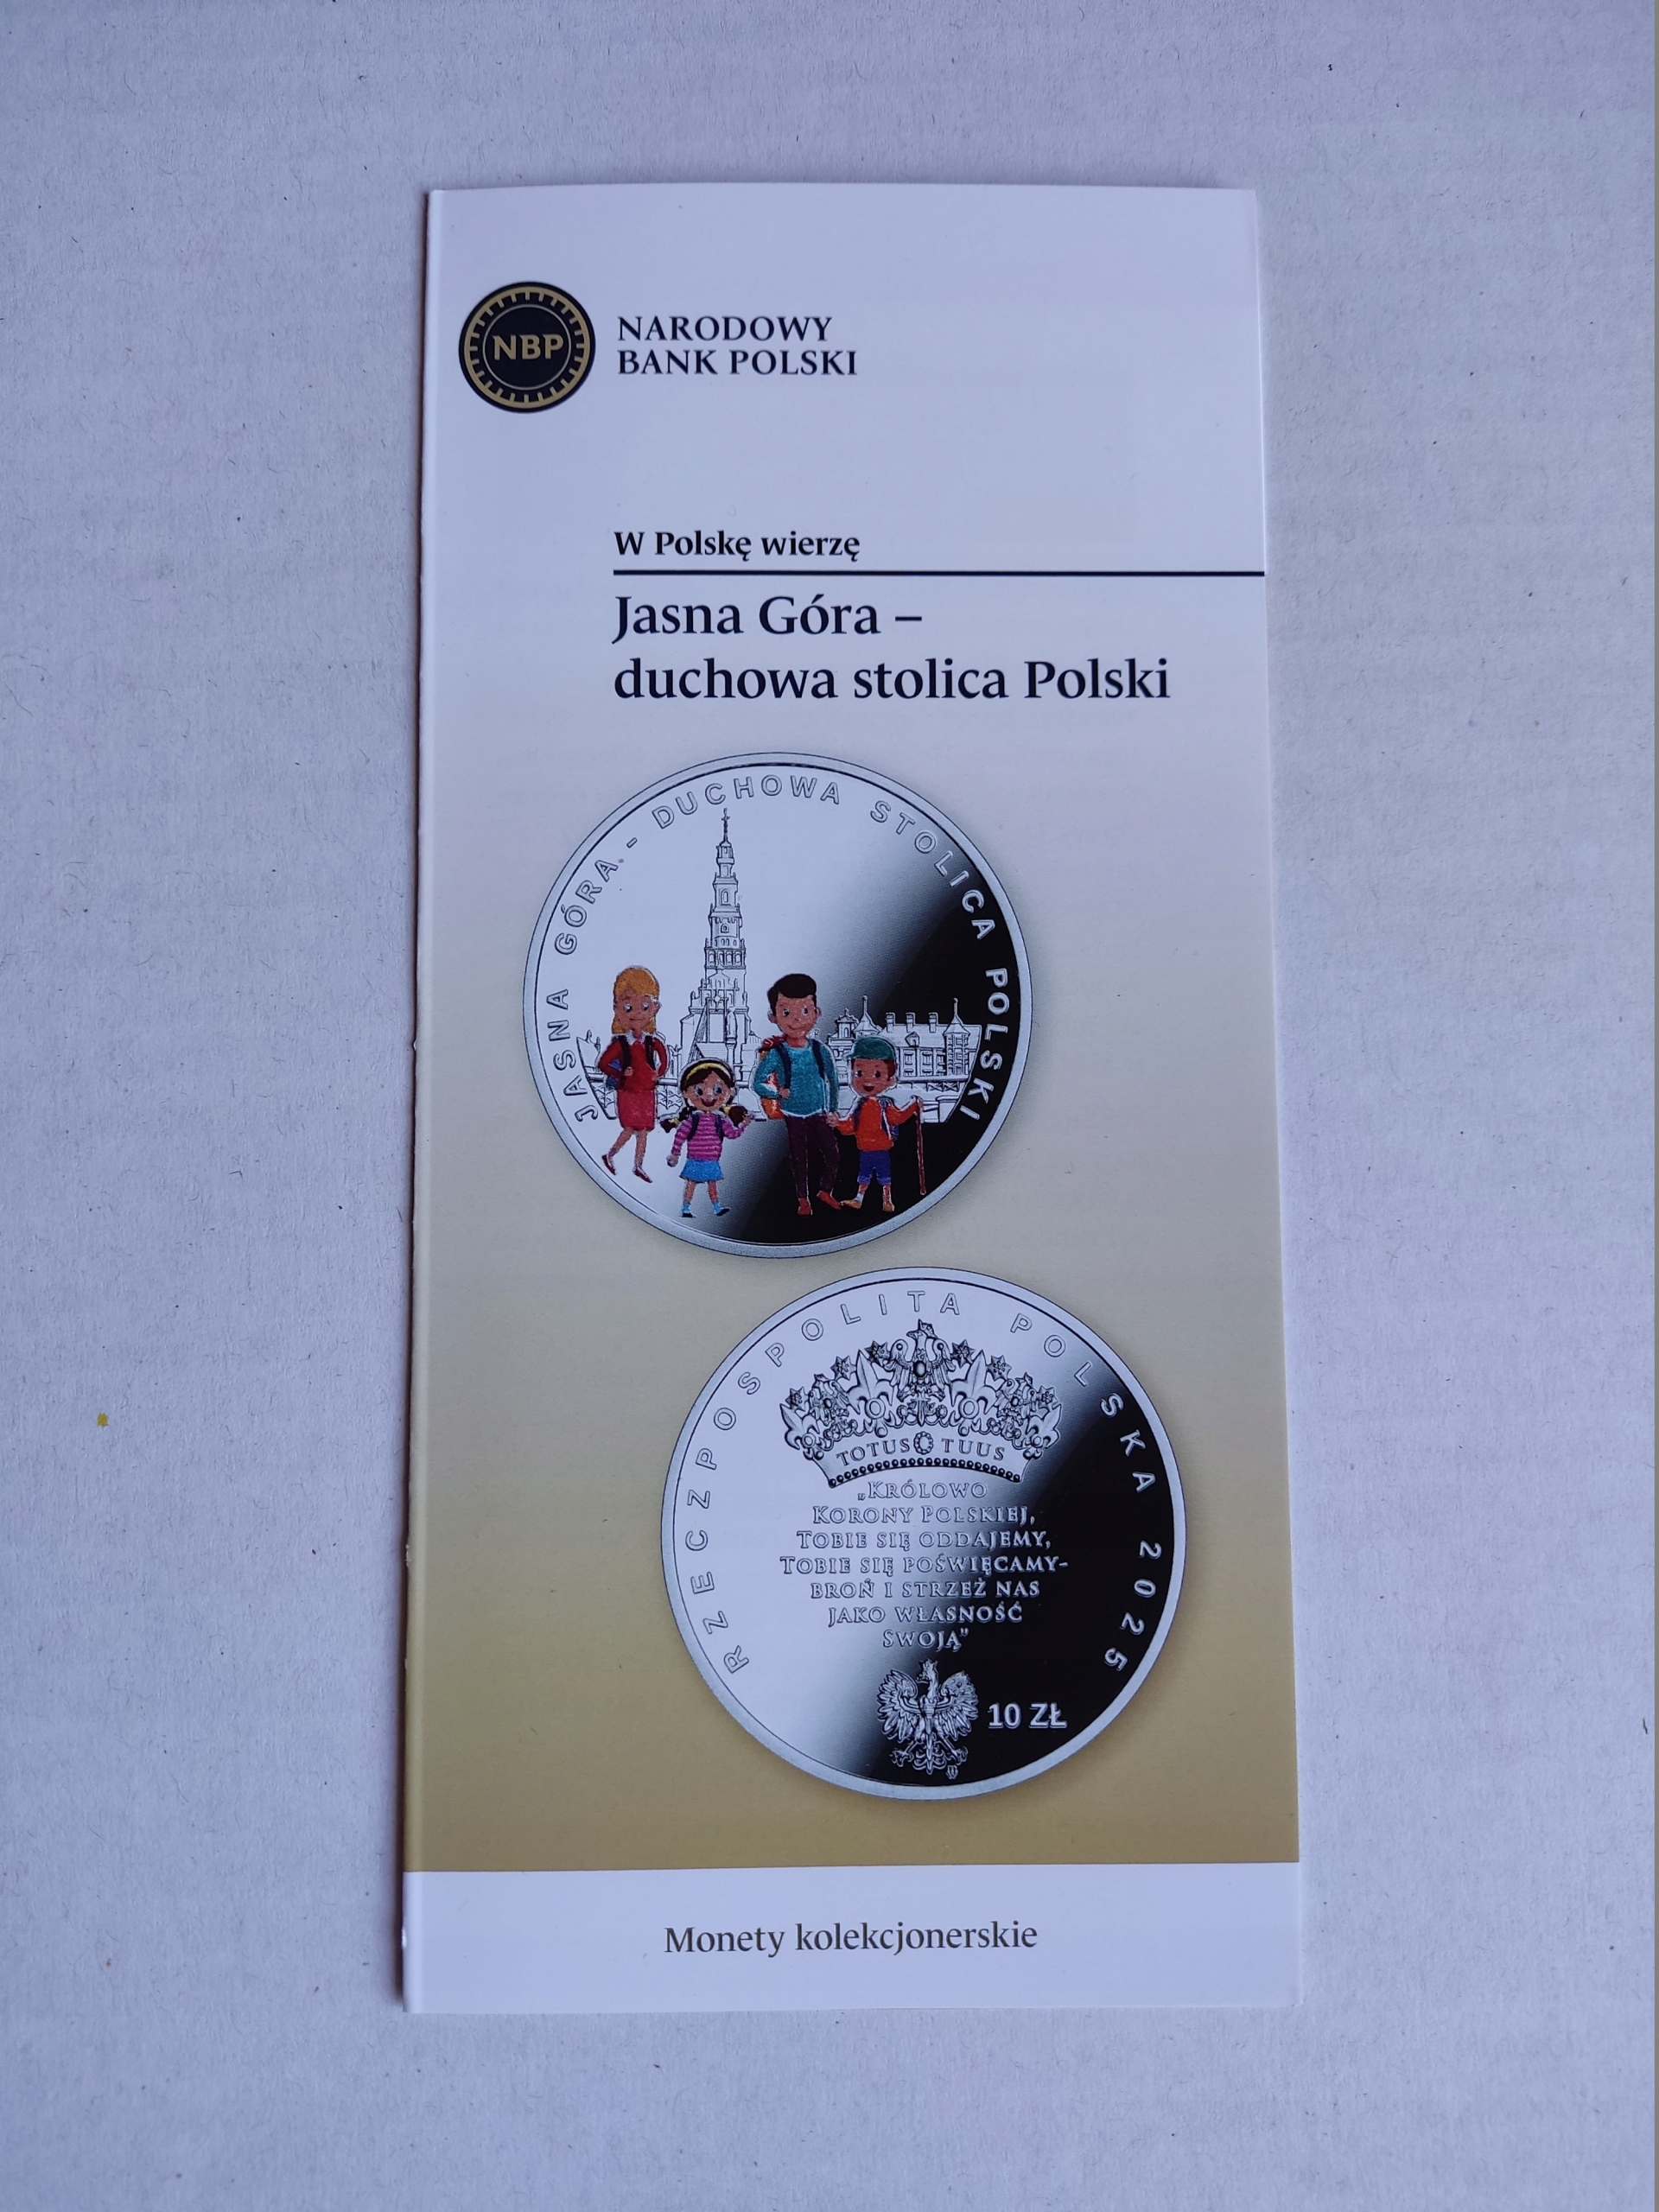 NBP
NARODOWY
BANK POLSKI
W Polskę wierzę
Jasna Góra –
duchowa stolica Polski
JASNA GÓRA - DUCHOWA STOLICA POLSKI
RZECZPOSPOLITA POLSKA 2025
TOTUS TUUS
„KRÓLOWO
KORONY POLSKIEJ,
TOBIE SIĘ ODDAJEMY,
TOBIE SIĘ POŚWIĘCAMY-
BROŃ I STRZEŻ NAS
JAKO WŁASNOŚĆ
SWOJĄ”
10 ZŁ
Monety kolekcjonerskie